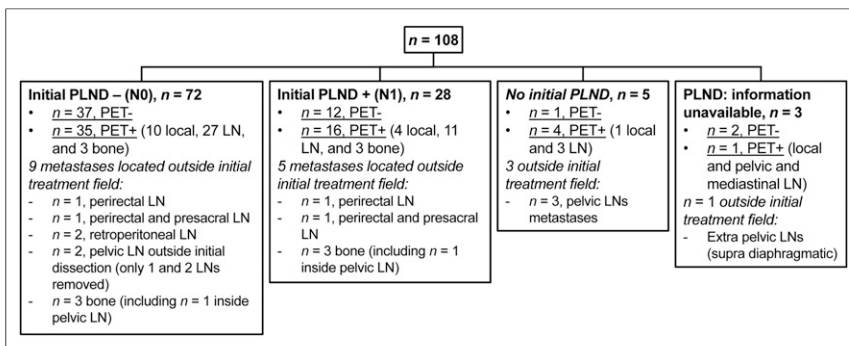 n = 108
Initial PLND – (N0), n = 72
• n = 37, PET-
• n = 35, PET+ (10 local, 27 LN,
and 3 bone)
9 metastases located outside initial
treatment field:
- n = 1, perirectal LN
- n = 1, perirectal and presacral LN
- n = 2, retroperitoneal LN
- n = 2, pelvic LN outside initial
dissection (only 1 and 2 LNs
removed)
- n = 3 bone (including n = 1 inside
pelvic LN)
Initial PLND + (N1), n = 28
• n = 12, PET-
• n = 16, PET+ (4 local, 11
LN, and 3 bone)
5 metastases located outside
initial treatment field:
- n = 1, perirectal LN
- n = 1, perirectal and presacral
LN
- n = 3 bone (including n = 1
inside pelvic LN)
No initial PLND, n = 5
• n = 1, PET-
• n = 4, PET+ (1 local
and 3 LN)
3 outside initial
treatment field:
- n = 3, pelvic LNs
metastases
PLND: information
unavailable, n = 3
• n = 2, PET-
• n = 1, PET+ (local
and pelvic and
mediastinal LN)
n = 1 outside initial
treatment field:
- Extra pelvic LNs
(supra diaphragmatic)